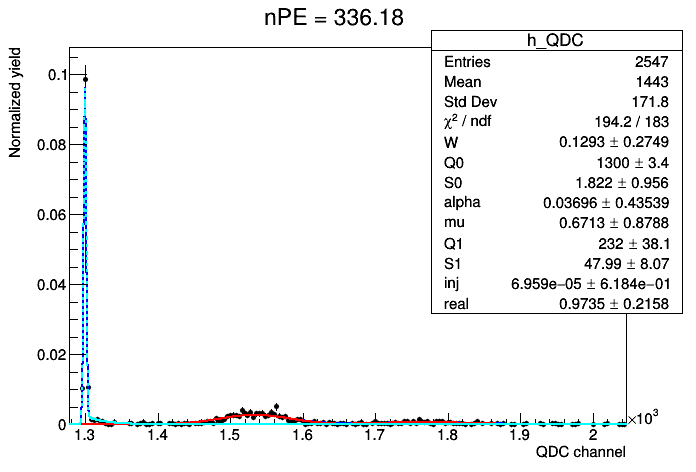 nPE = 336.18
h_QDC
Entries 2547
Mean 1443
Std Dev 171.8
χ² / ndf 194.2 / 183
W 0.1293 ± 0.2749
Q0 1300 ± 3.4
S0 1.822 ± 0.956
alpha 0.03696 ± 0.43539
mu 0.6713 ± 0.8788
Q1 232 ± 38.1
S1 47.99 ± 8.07
inj 6.959e−05 ± 6.184e−01
real 0.9735 ± 0.2158
Normalized yield
0.1
0.08
0.06
0.04
0.02
0
1.3 1.4 1.5 1.6 1.7 1.8 1.9 2
×10³
QDC channel